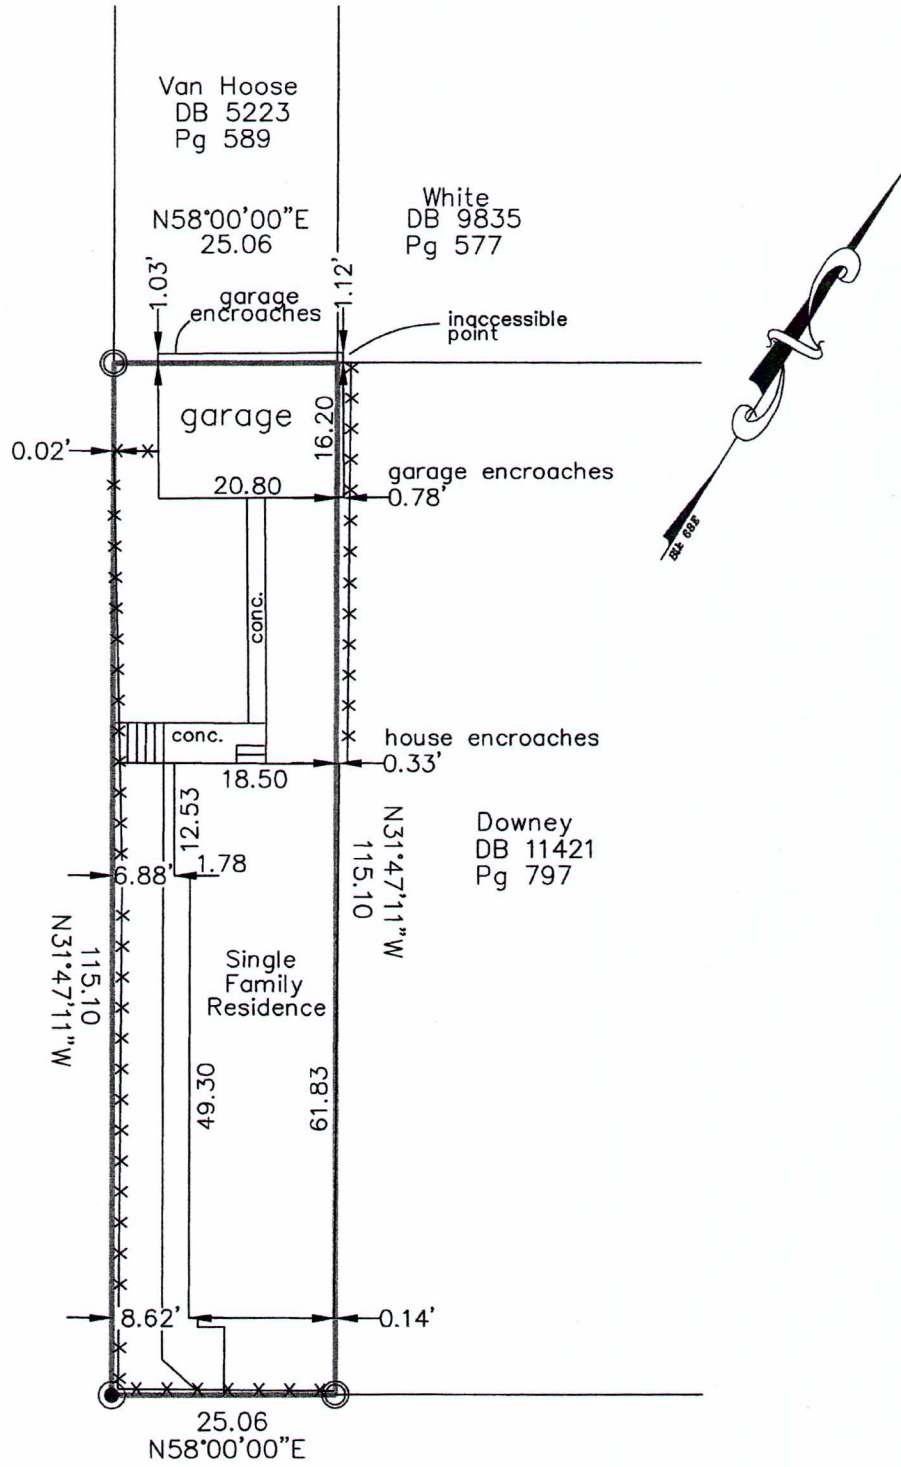 Van Hoose
DB 5223
Pg 589
White
DB 9835
Pg 577
N58°00'00"E
25.06
1.03'
1.12'
garage
encroaches
inaccessible
point
garage
16.20
0.02'
garage encroaches
20.80
0.78'
conc.
conc.
house encroaches
0.33'
18.50
12.53
6.88'
1.78
N31°47'11"W
115.10
Downey
DB 11421
Pg 797
115.10
N31°47'11"W
Single
Family
Residence
49.30
61.83
8.62'
0.14'
25.06
N58°00'00"E
Blk 68E